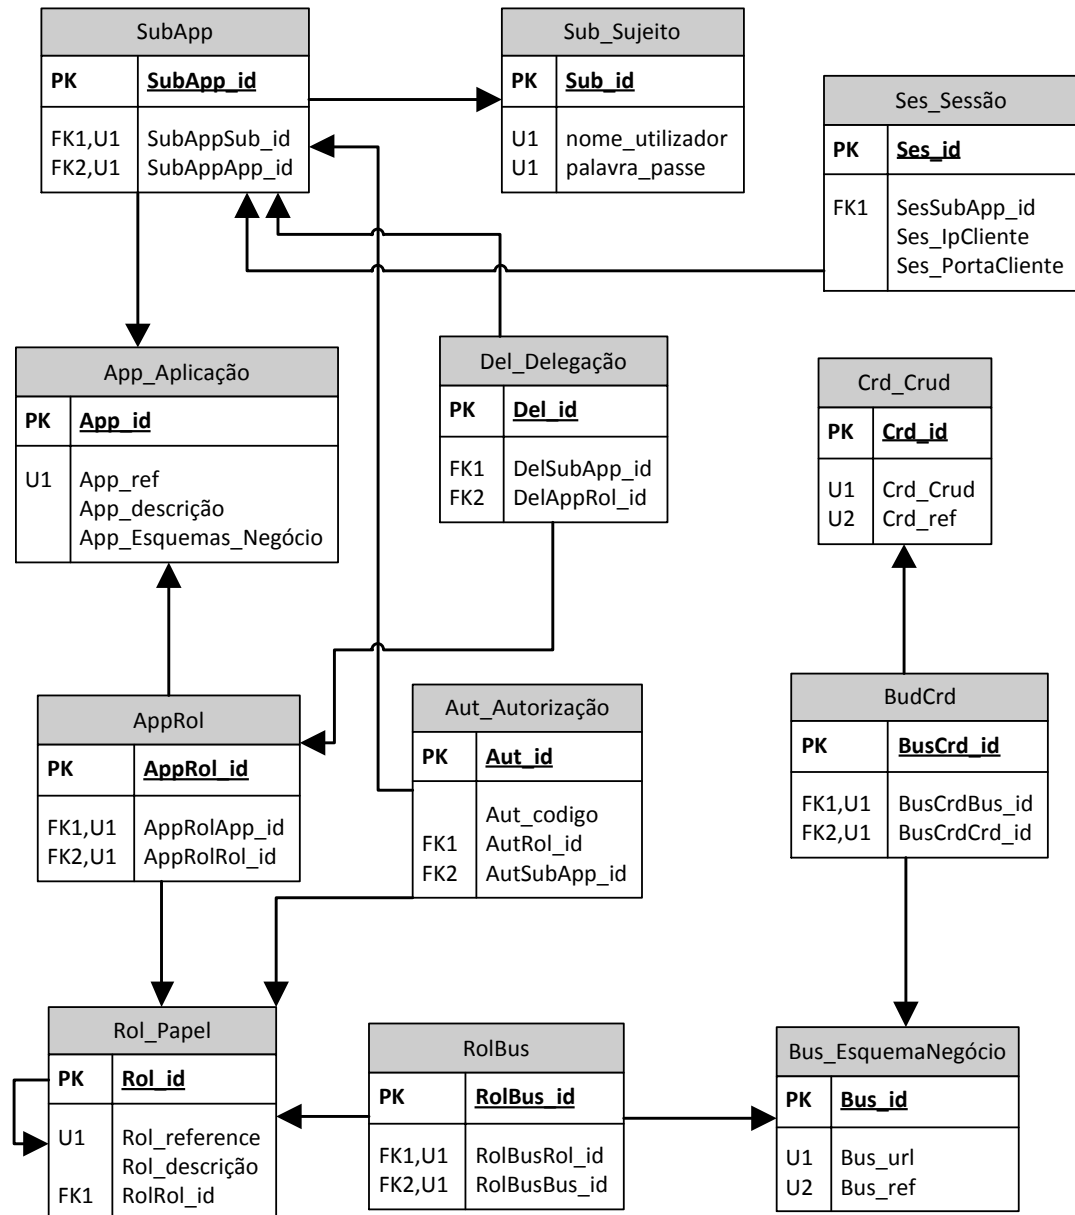 SubApp
PK SubApp_id
FK1,U1 SubAppSub_id
FK2,U1 SubAppApp_id
Sub_Sujeito
PK Sub_id
U1 nome_utilizador
U1 palavra_passe
Ses_Sessão
PK Ses_id
FK1 SesSubApp_id
Ses_IpCliente
Ses_PortaCliente
App_Aplicação
PK App_id
U1 App_ref
App_descrição
App_Esquemas_Negócio
Del_Delegação
PK Del_id
FK1 DelSubApp_id
FK2 DelAppRol_id
Crd_Crud
PK Crd_id
U1 Crd_Crud
U2 Crd_ref
AppRol
PK AppRol_id
FK1,U1 AppRolApp_id
FK2,U1 AppRolRol_id
Aut_Autorização
PK Aut_id
Aut_codigo
FK1 AutRol_id
FK2 AutSubApp_id
BudCrd
PK BusCrd_id
FK1,U1 BusCrdBus_id
FK2,U1 BusCrdCrd_id
Rol_Papel
PK Rol_id
U1 Rol_reference
Rol_descrição
FK1 RolRol_id
RolBus
PK RolBus_id
FK1,U1 RolBusRol_id
FK2,U1 RolBusBus_id
Bus_EsquemaNegócio
PK Bus_id
U1 Bus_url
U2 Bus_ref